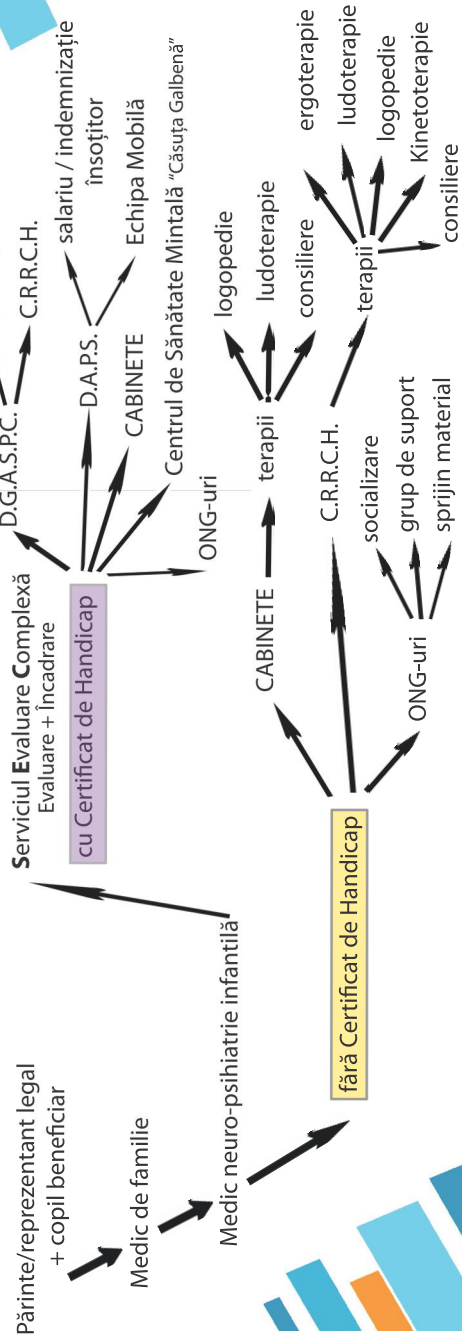 Părinte/reprezentant legal
+ copil beneficiar
Medic de familie
Medic neuro-psihiatrie infantilă
Serviciul Evaluare Complexă
Evaluare + Încadrare
cu Certificat de Handicap
D.G.A.S.P.C.
C.R.R.C.H.
D.A.P.S.
salariu / indemnizație
însoțitor
Echipa Mobilă
CABINETE
Centrul de Sănătate Mintală "Căsuța Galbenă"
ONG-uri
fără Certificat de Handicap
CABINETE
terapii
logopedie
ludoterapie
consiliere
C.R.R.C.H.
terapii
ergoterapie
ludoterapie
logopedie
Kinetoterapie
consiliere
ONG-uri
socializare
grup de suport
sprijin material